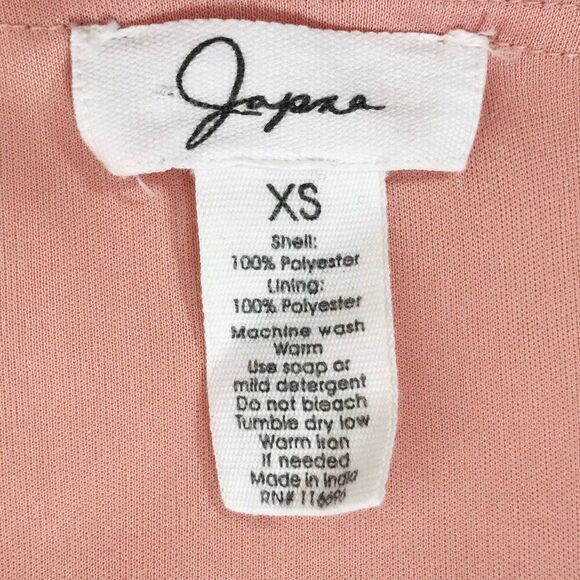 Japna
XS
Shell:
100% Polyester
Lining:
100% Polyester
Machine wash
Warm
Use soap or
mild detergent
Do not bleach
Tumble dry low
Warm Iron
If needed
Made in India
RN# 116696